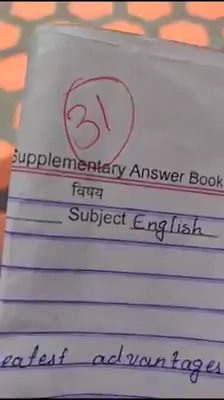 31
Supplementary Answer Book
विषय
Subject English
eatest advantages